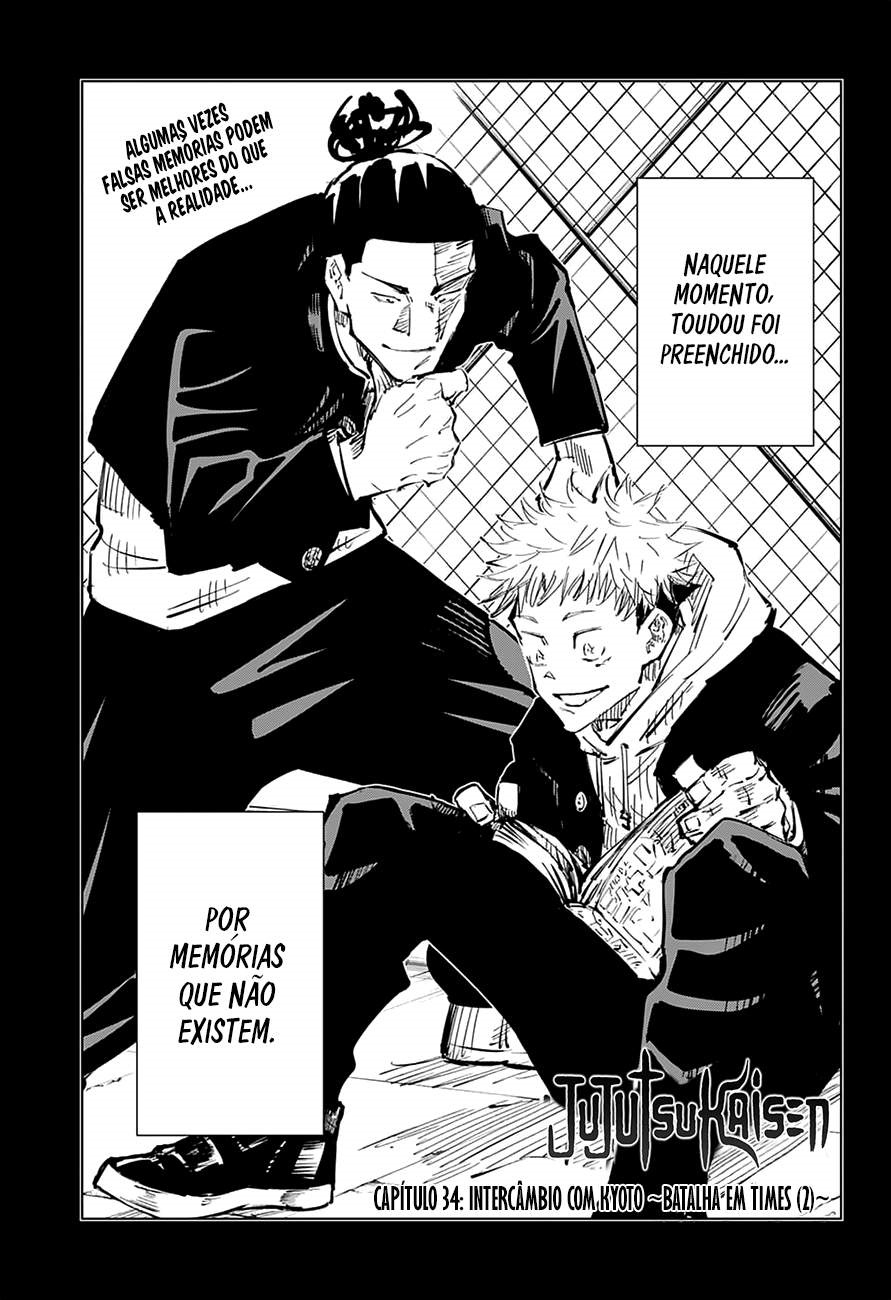 ALGUMAS VEZES
FALSAS MEMÓRIAS PODEM
SER MELHORES DO QUE
A REALIDADE...
NAQUELE
MOMENTO,
TOUDOU FOI
PREENCHIDO...
POR
MEMÓRIAS
QUE NÃO
EXISTEM.
JUJUTSU KAISEN
CAPÍTULO 34: INTERCÂMBIO COM KYOTO ~BATALHA EM TIMES (2)~